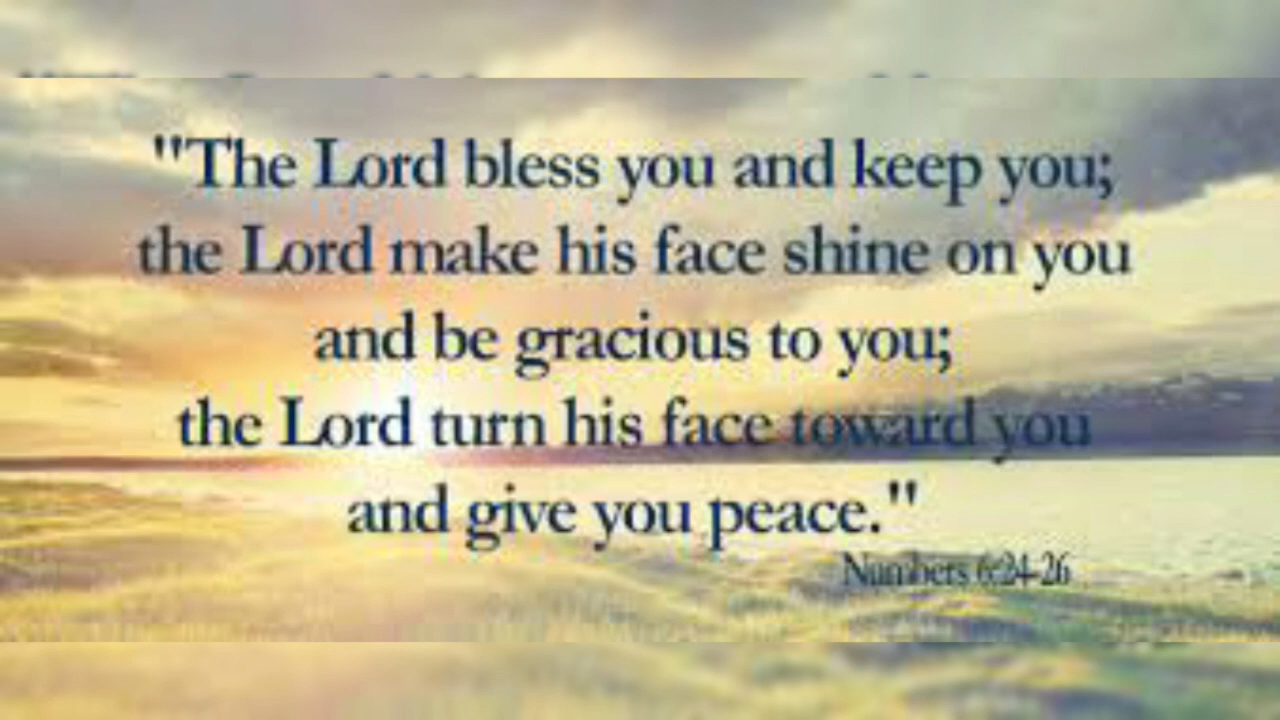 "The Lord bless you and keep you;
the Lord make his face shine on you
and be gracious to you;
the Lord turn his face toward you
and give you peace."
Numbers 6:24-26